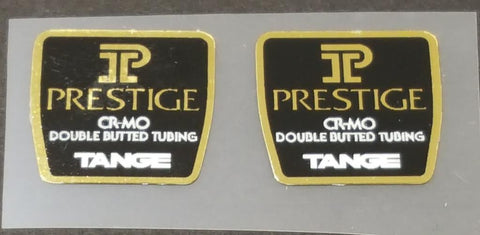 PRESTIGE
CR-MO
DOUBLE BUTTED TUBING
TANGE
PRESTIGE
CR-MO
DOUBLE BUTTED TUBING
TANGE